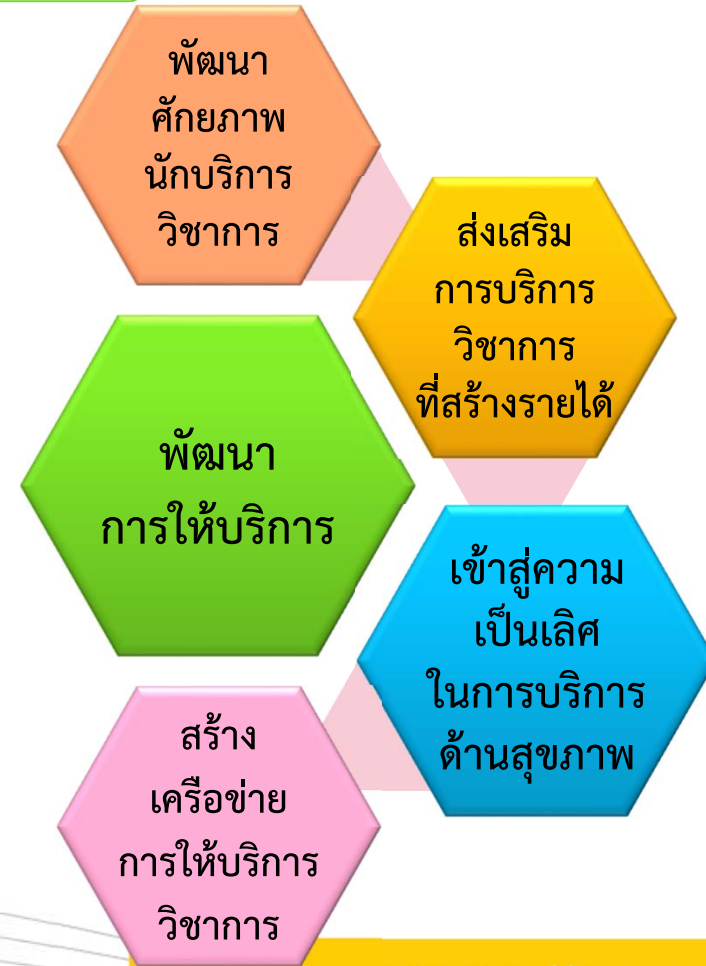 พัฒนา
ศักยภาพ
นักบริการ
วิชาการ
ส่งเสริม
การบริการ
วิชาการ
ที่สร้างรายได้
พัฒนา
การให้บริการ
เข้าสู่ความ
เป็นเลิศ
ในการบริการ
ด้านสุขภาพ
สร้าง
เครือข่าย
การให้บริการ
วิชาการ